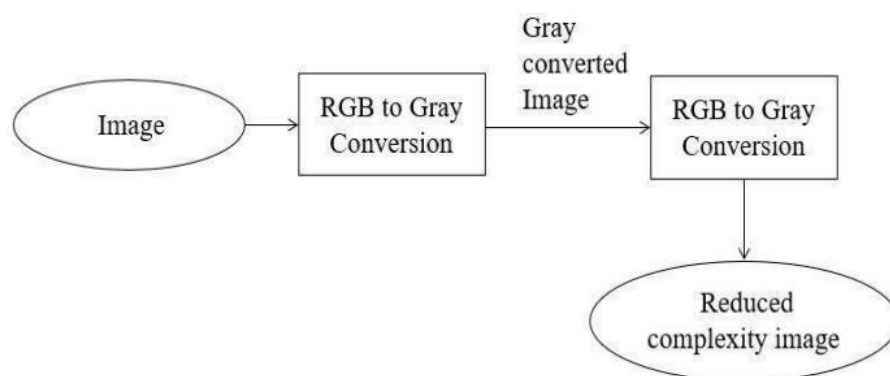 Image
RGB to Gray
Conversion
Gray
converted
Image
RGB to Gray
Conversion
Reduced
complexity image